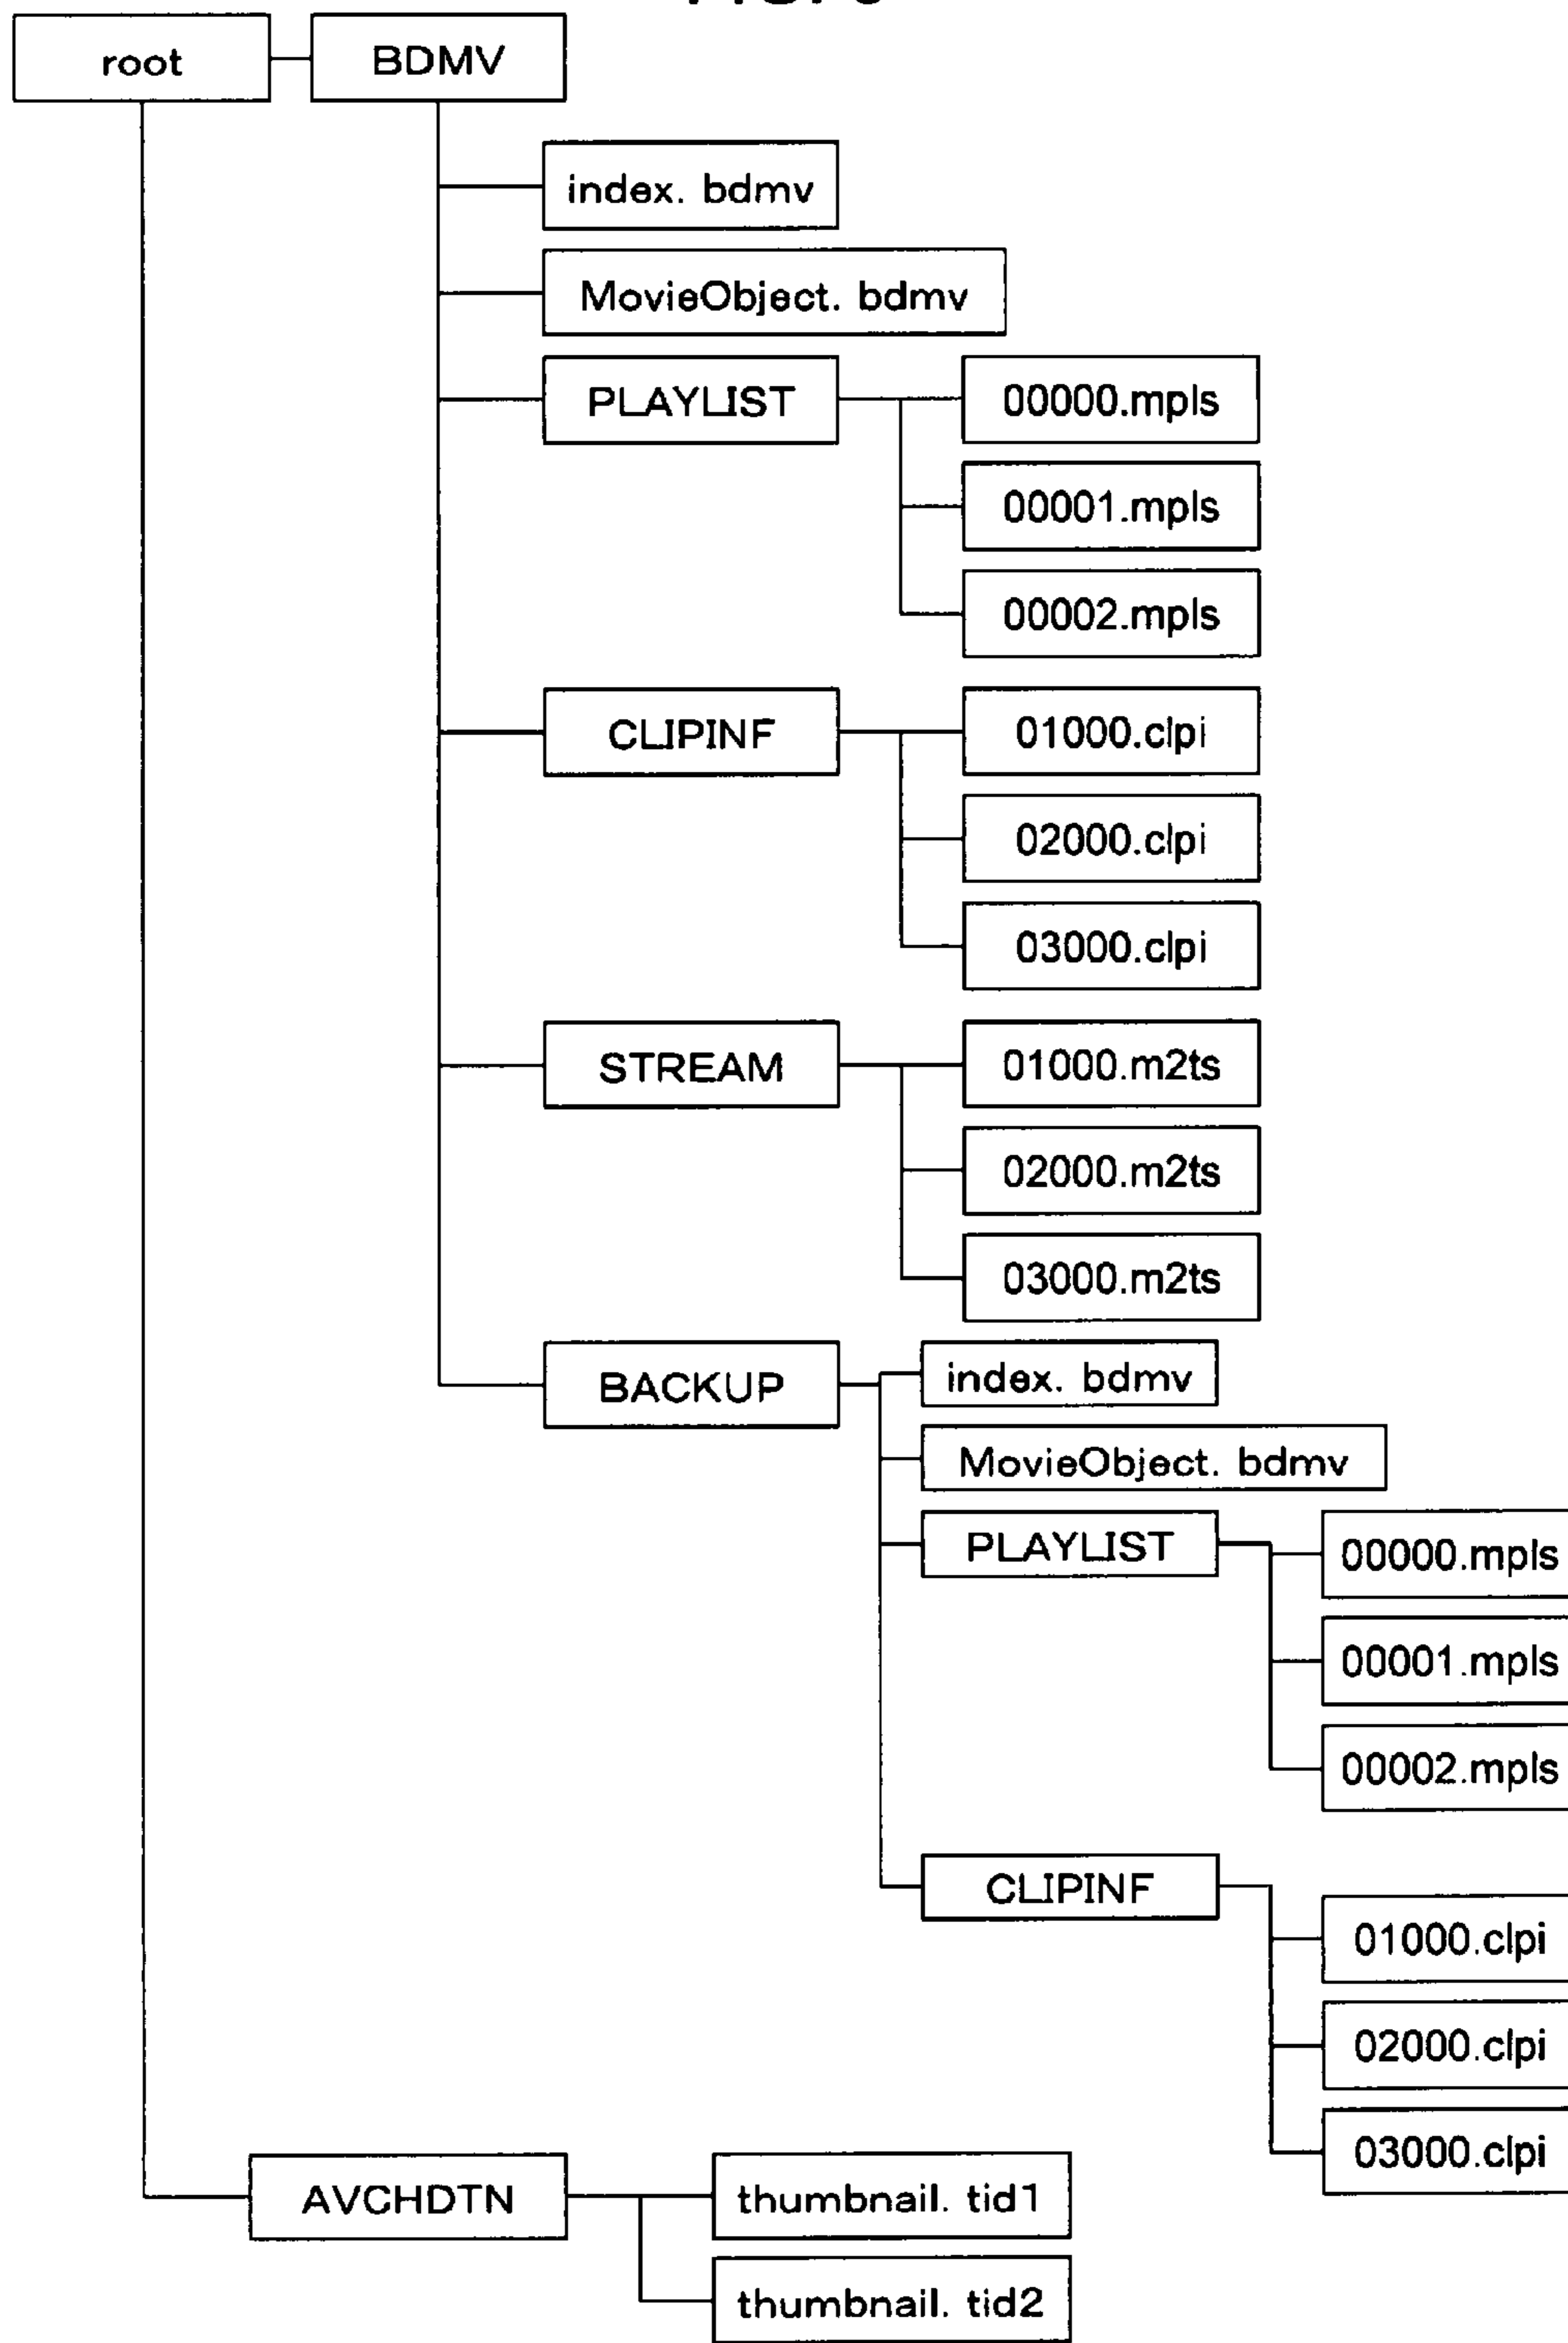 root
BDMV
index. bdmv
MovieObject. bdmv
PLAYLIST
00000.mpls
00001.mpls
00002.mpls
CLIPINF
01000.clpi
02000.clpi
03000.clpi
STREAM
01000.m2ts
02000.m2ts
03000.m2ts
BACKUP
index. bdmv
MovieObject. bdmv
PLAYLIST
00000.mpls
00001.mpls
00002.mpls
CLIPINF
01000.clpi
02000.clpi
03000.clpi
AVCHDTN
thumbnail. tid1
thumbnail. tid2